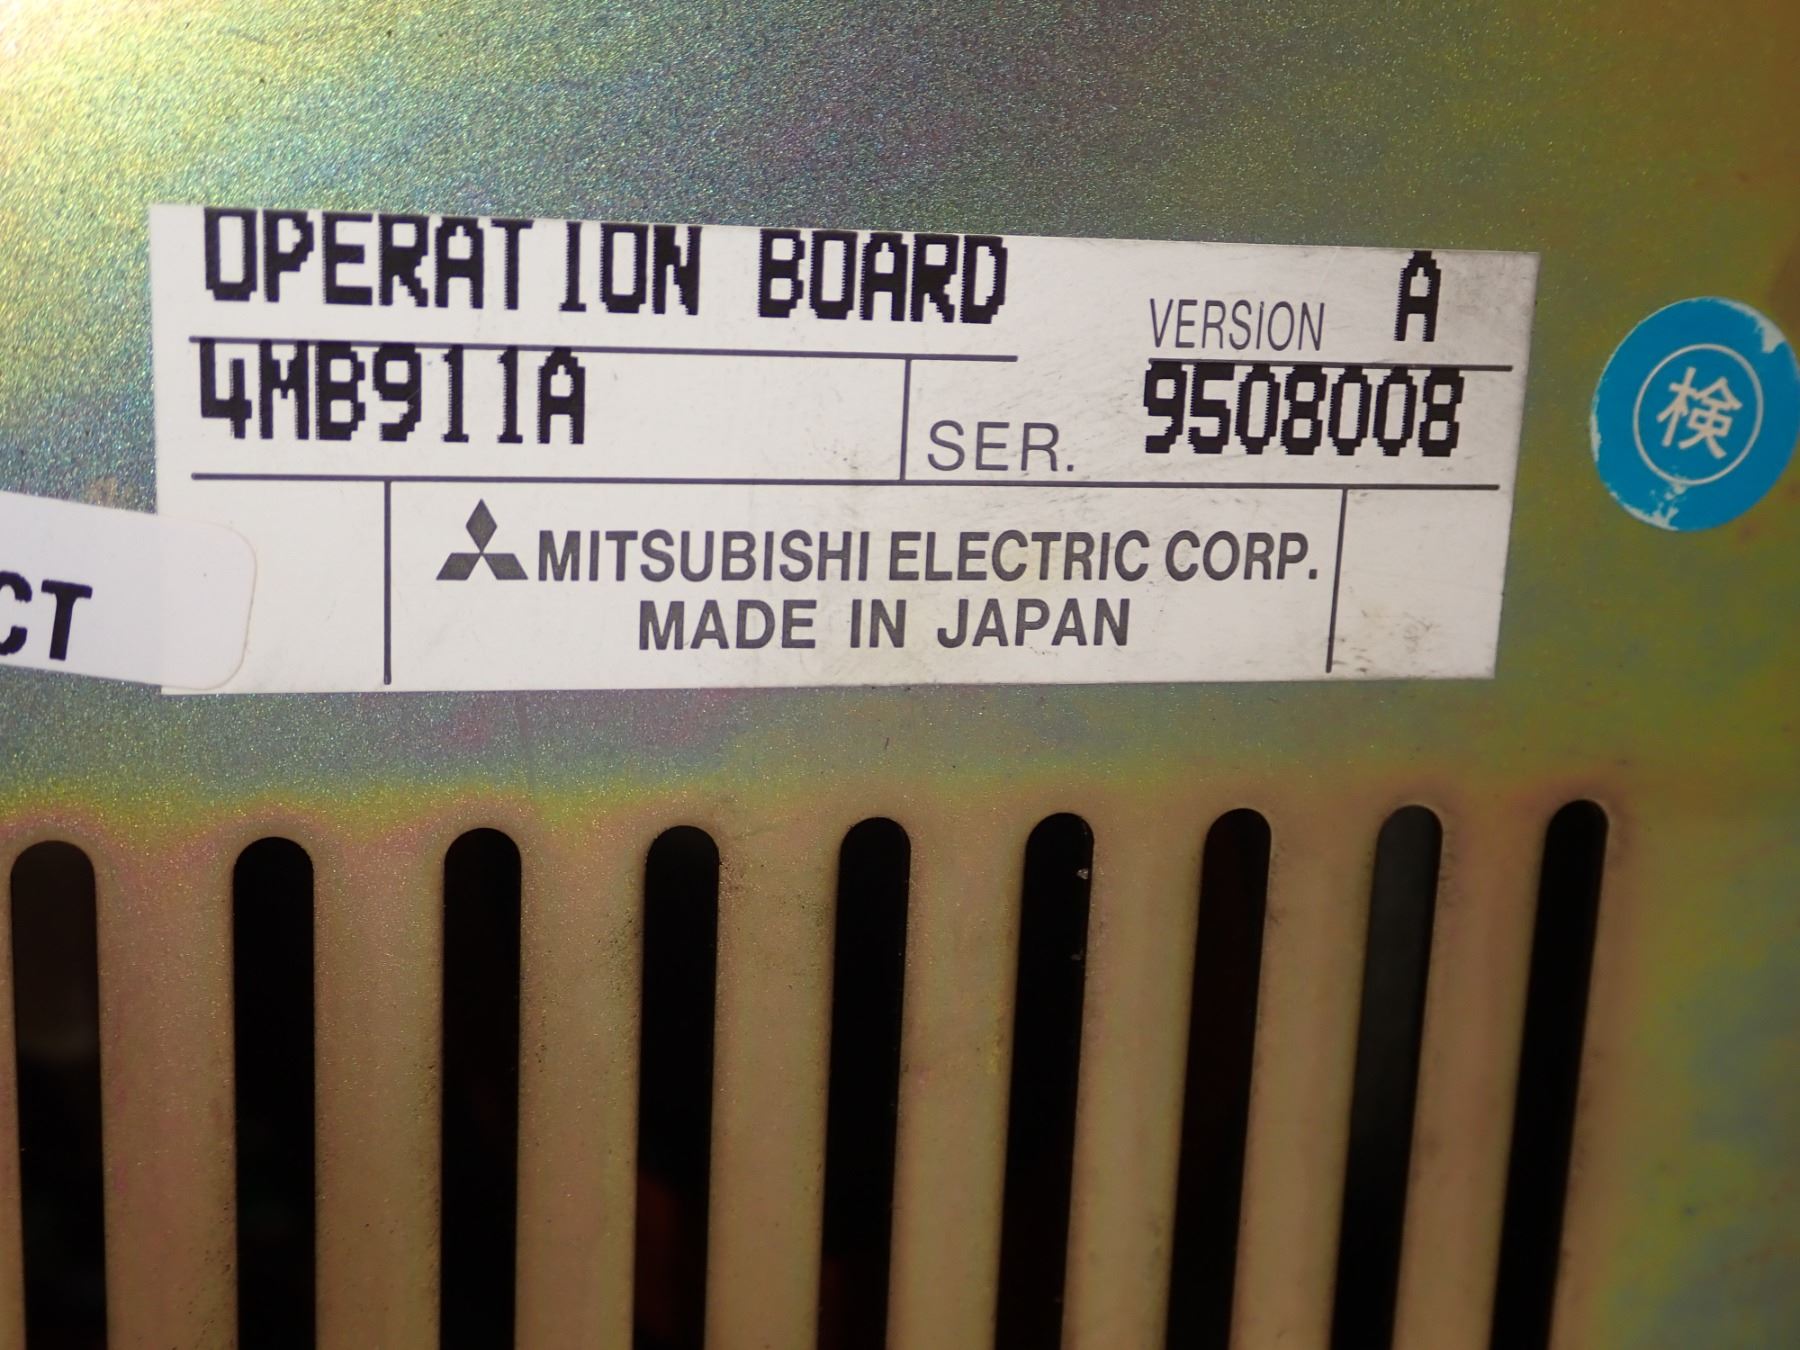 OPERATION BOARD
VERSION A
4MB911A
SER. 9508008
MITSUBISHI ELECTRIC CORP.
MADE IN JAPAN
検
CT